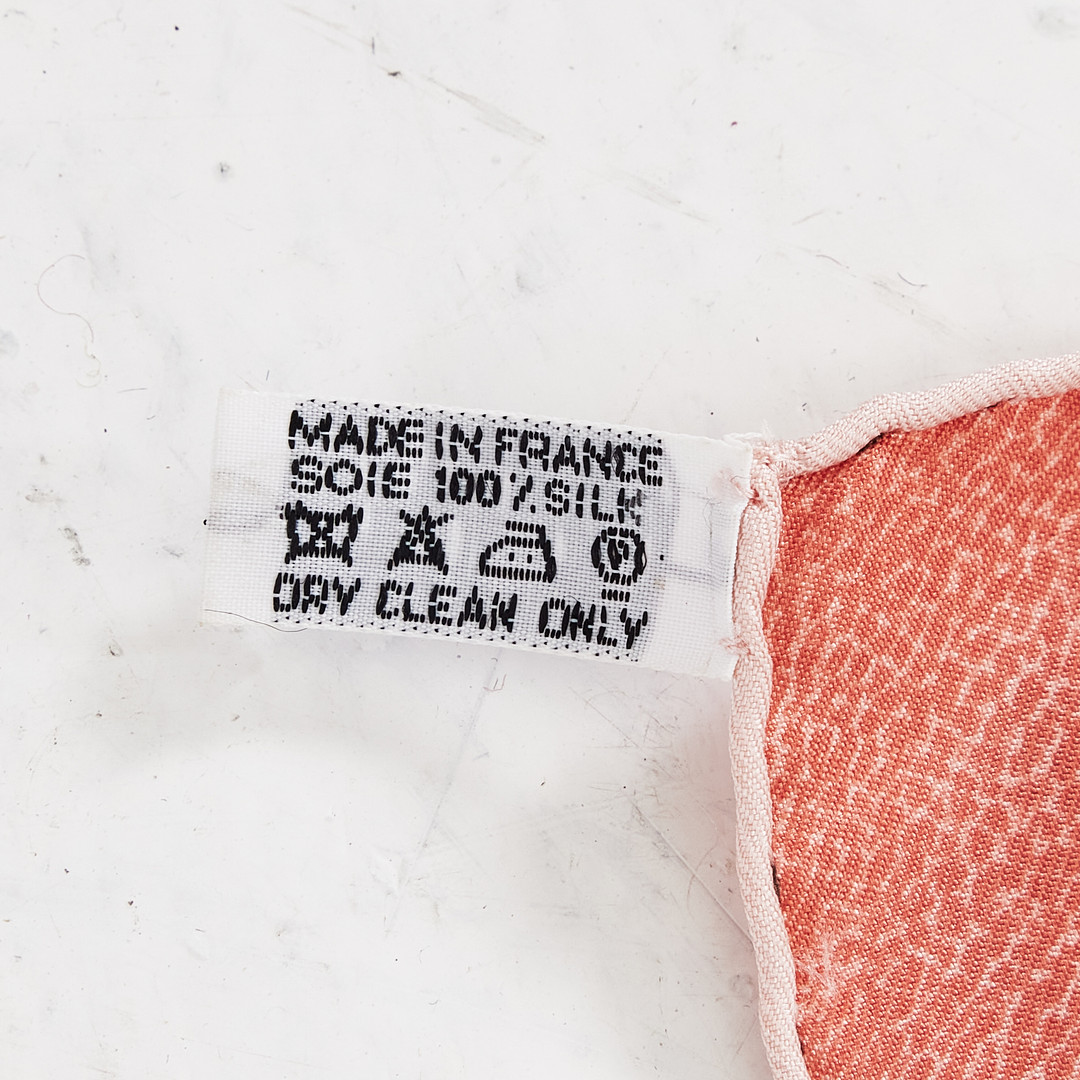 MADE IN FRANCE
SOIE 100% SILK
P
DRY CLEAN ONLY